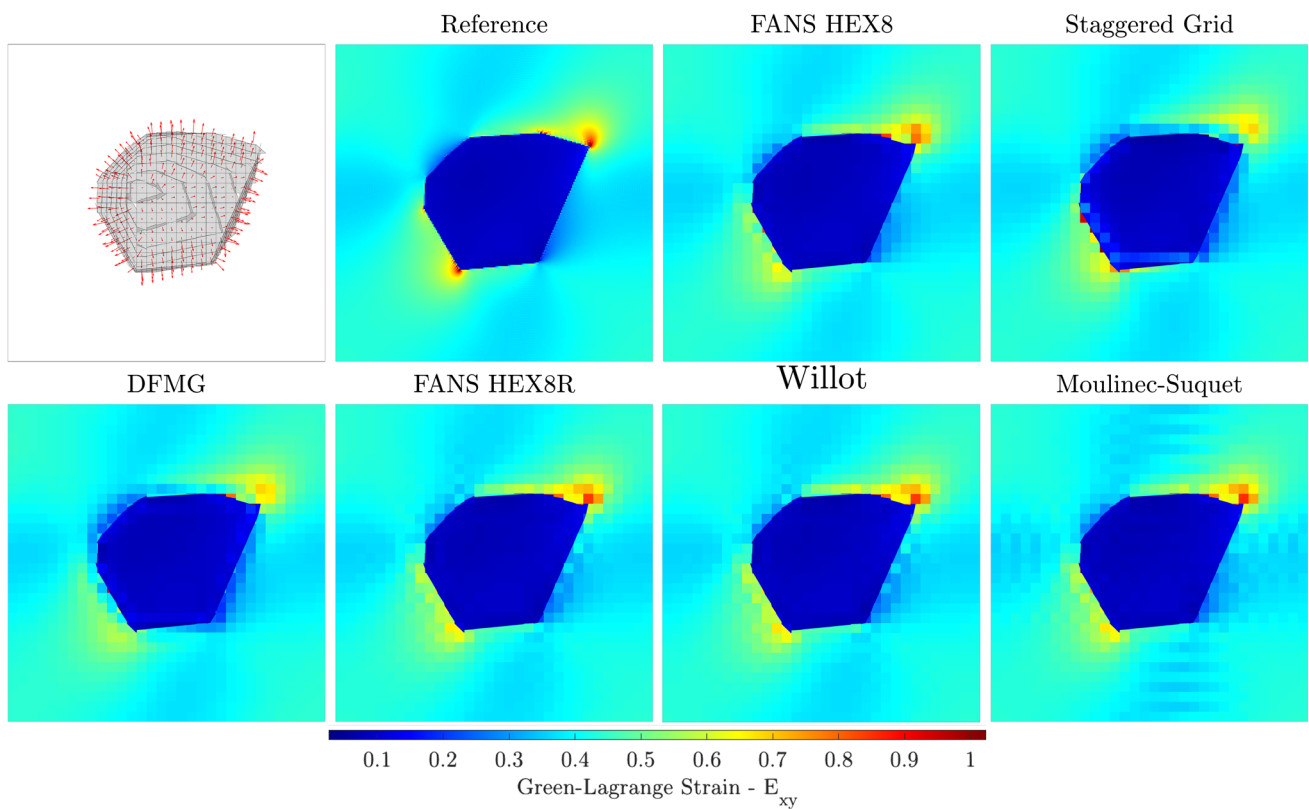 Reference
FANS HEX8
Staggered Grid
DFMG
FANS HEX8R
Willot
Moulinec-Suquet
0.1 0.2 0.3 0.4 0.5 0.6 0.7 0.8 0.9 1
Green-Lagrange Strain - E_xy